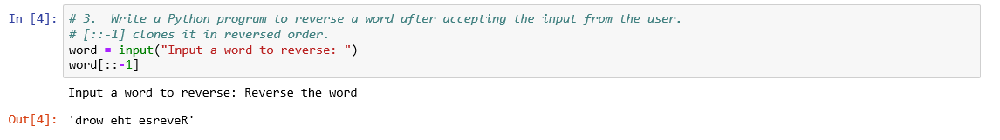 In [4]: # 3.  Write a Python program to reverse a word after accepting the input from the user.
# [::-1] clones it in reversed order.
word = input("Input a word to reverse: ")
word[::-1]
Input a word to reverse: Reverse the word
Out[4]: 'drow eht esreveR'